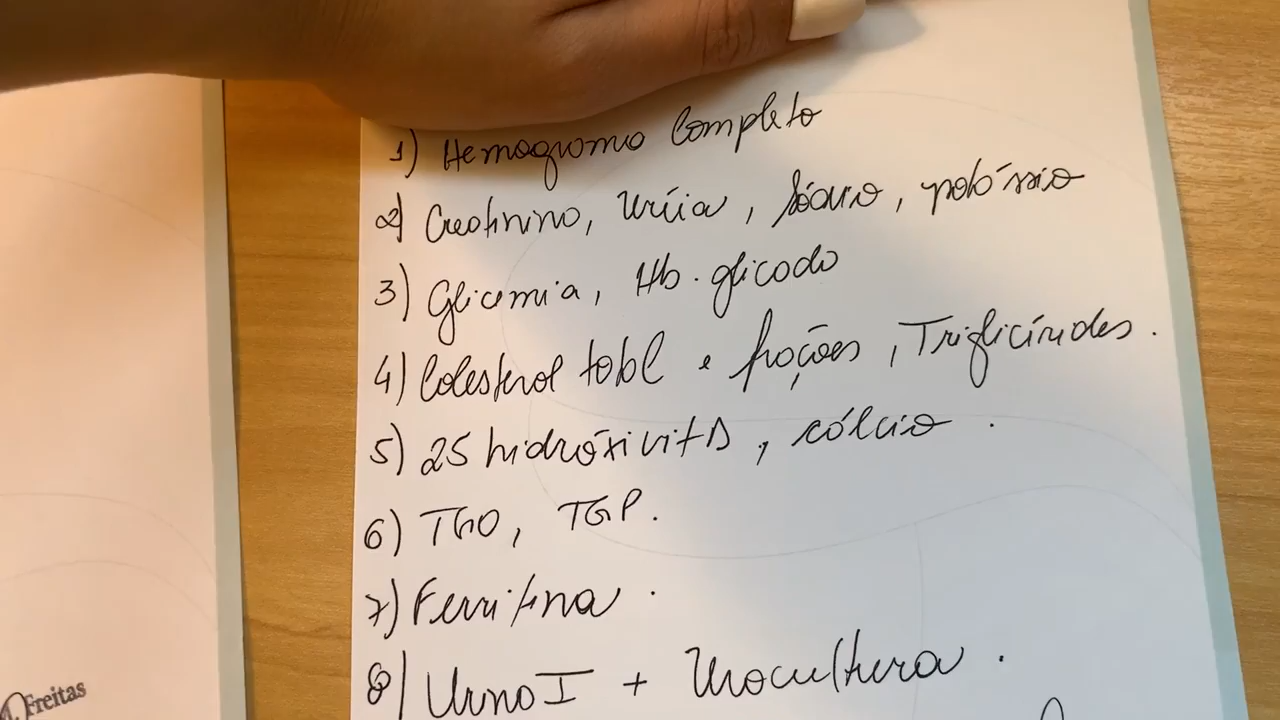 1) Hemograma Completo
2) Creatinina, Uréia, Sódio, potássio
3) Glicemia, Hb. glicada
4) Colesterol total e frações, Triglicérides.
5) 25 hidróxivitD, cálcio.
6) TGO, TGP.
7) Ferritina.
8) Urina I + Urocultura.
Freitas